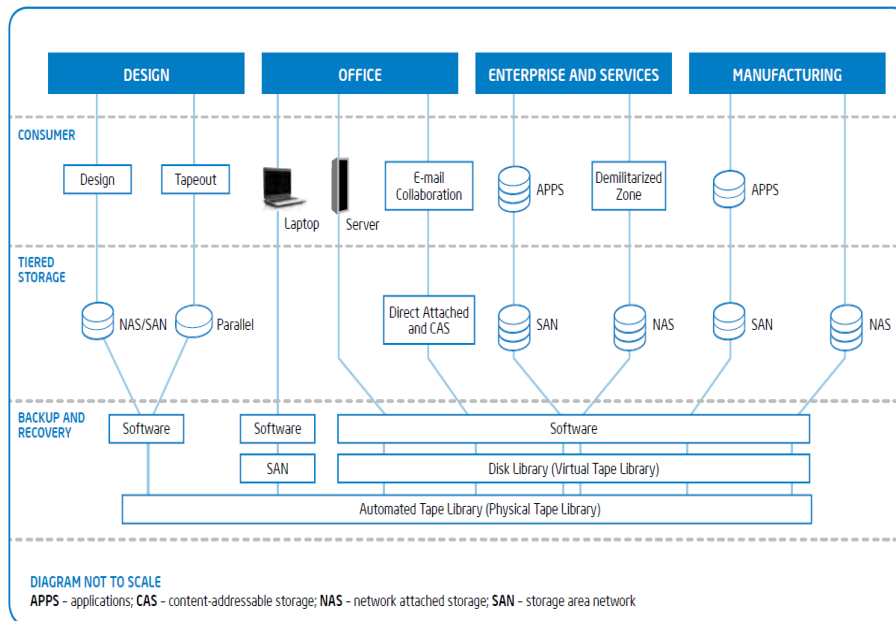 DESIGN
OFFICE
ENTERPRISE AND SERVICES
MANUFACTURING
CONSUMER
Design
Tapeout
Laptop
Server
E-mail
Collaboration
APPS
Demilitarized
Zone
APPS
TIERED
STORAGE
NAS/SAN
Parallel
Direct Attached
and CAS
SAN
NAS
SAN
NAS
BACKUP AND
RECOVERY
Software
Software
Software
SAN
Disk Library (Virtual Tape Library)
Automated Tape Library (Physical Tape Library)
DIAGRAM NOT TO SCALE
APPS – applications; CAS – content-addressable storage; NAS – network attached storage; SAN – storage area network